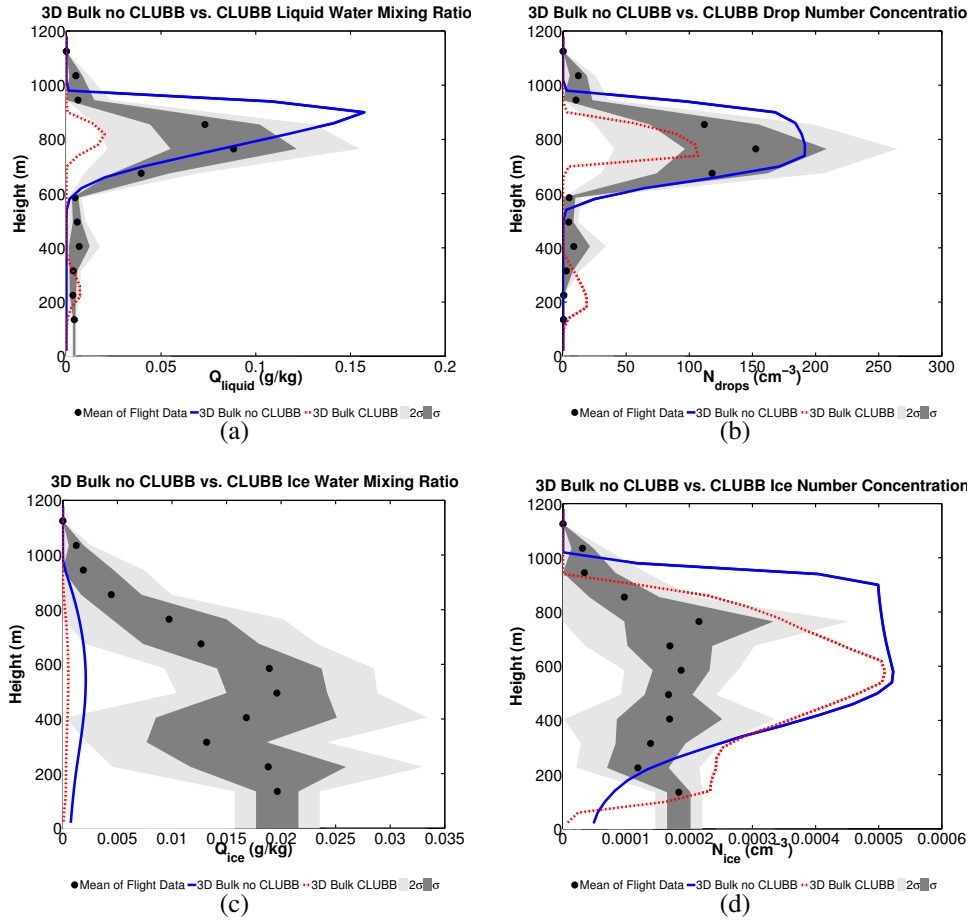 3D Bulk no CLUBB vs. CLUBB Liquid Water Mixing Ratio
1200
1000
800
600
400
200
0
Height (m)
0 0.05 0.1 0.15 0.2
Q_liquid (g/kg)
● Mean of Flight Data 3D Bulk no CLUBB 3D Bulk CLUBB 2σ σ
(a)
3D Bulk no CLUBB vs. CLUBB Drop Number Concentratio
1200
1000
800
600
400
200
0
Height (m)
0 50 100 150 200 250 300
N_drops (cm⁻³)
● Mean of Flight Data 3D Bulk no CLUBB 3D Bulk CLUBB 2σ σ
(b)
3D Bulk no CLUBB vs. CLUBB Ice Water Mixing Ratio
1200
1000
800
600
400
200
0
Height (m)
0 0.005 0.01 0.015 0.02 0.025 0.03 0.035
Q_ice (g/kg)
● Mean of Flight Data 3D Bulk no CLUBB 3D Bulk CLUBB 2σ σ
(c)
3D Bulk no CLUBB vs. CLUBB Ice Number Concentration
1200
1000
800
600
400
200
0
Height (m)
0 0.0001 0.0002 0.0003 0.0004 0.0005 0.0006
N_ice (cm⁻³)
● Mean of Flight Data 3D Bulk no CLUBB 3D Bulk CLUBB 2σ σ
(d)